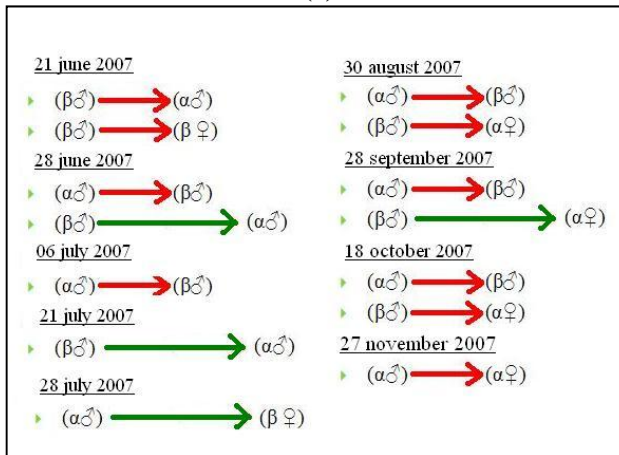 21 june 2007
(β♂) (α♂)
(β♂) (β♀)
28 june 2007
(α♂) (β♂)
(β♂) (α♂)
06 july 2007
(α♂) (β♂)
21 july 2007
(β♂) (α♂)
28 july 2007
(α♂) (β♀)
30 august 2007
(α♂) (β♂)
(β♂) (α♀)
28 september 2007
(α♂) (β♂)
(β♂) (α♀)
18 october 2007
(α♂) (β♂)
(β♂) (α♀)
27 november 2007
(α♂) (α♀)